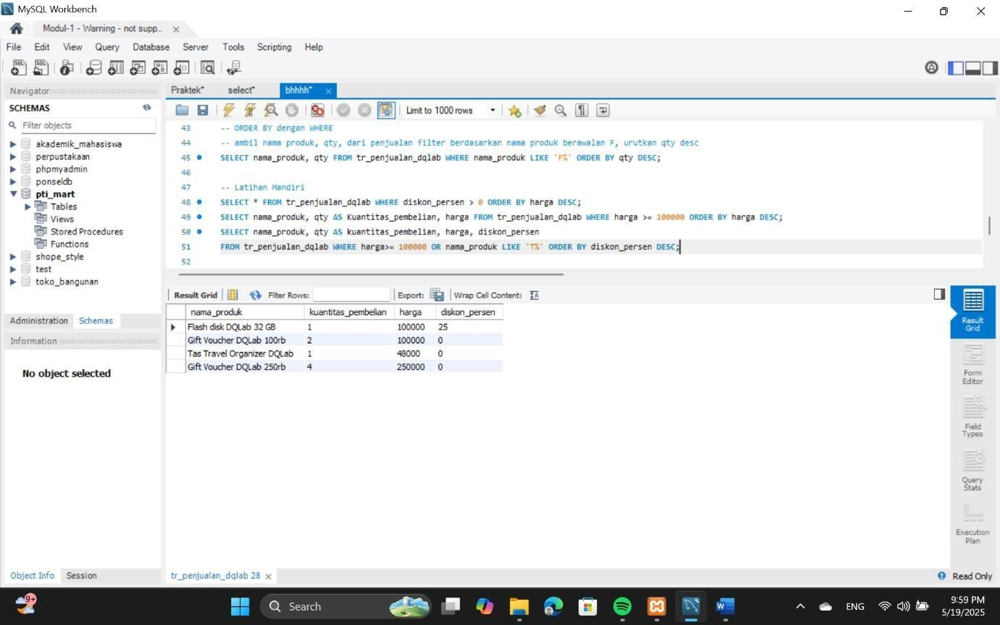 MySQL Workbench
Modul-1 - Warning - not supp...
File Edit View Query Database Server Tools Scripting Help
Navigator
SCHEMAS
Filter objects
akademik_mahasiswa
perpustakaan
phpmyadmin
ponseldb
pti_mart
Tables
Views
Stored Procedures
Functions
shope_style
test
toko_bangunan
Administration Schemas
Information
No object selected
Object Info Session
Praktek* select* bhhhh*
Limit to 1000 rows
43 -- ORDER BY dengan WHERE
44 -- ambil nama produk, qty, dari penjualan filter berdasarkan nama produk berawalan F, urutkan qty desc
45 SELECT nama_produk, qty FROM tr_penjualan_dqlab WHERE nama_produk LIKE 'F%' ORDER BY qty DESC;
46
47 -- Latihan Mandiri
48 SELECT * FROM tr_penjualan_dqlab WHERE diskon_persen > 0 ORDER BY harga DESC;
49 SELECT nama_produk, qty AS Kuantitas_pembelian, harga FROM tr_penjualan_dqlab WHERE harga >= 100000 ORDER BY harga DESC;
50 SELECT nama_produk, qty AS kuantitas_pembelian, harga, diskon_persen
51 FROM tr_penjualan_dqlab WHERE harga>= 100000 OR nama_produk LIKE 'T%' ORDER BY diskon_persen DESC;
52
Result Grid Filter Rows: Export: Wrap Cell Content:
nama_produk kuantitas_pembelian harga diskon_persen
Flash disk DQLab 32 GB 1 100000 25
Gift Voucher DQLab 100rb 2 100000 0
Tas Travel Organizer DQLab 1 48000 0
Gift Voucher DQLab 250rb 4 250000 0
Result
Grid
Form
Editor
Field
Types
Query
Stats
Execution
Plan
tr_penjualan_dqlab 28
Read Only
9+
Search
ENG
9:59 PM
5/19/2025